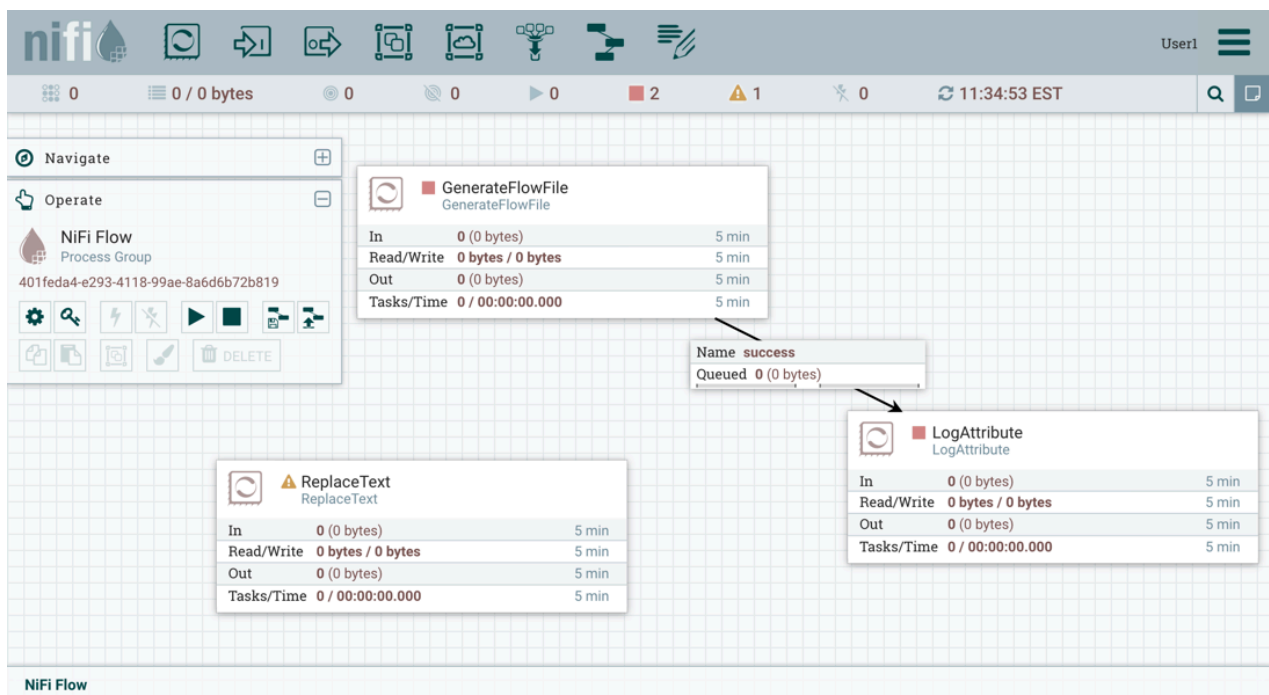 nifi
User1
0 0 / 0 bytes 0 0 0 2 1 0 11:34:53 EST
Navigate
Operate
NiFi Flow
Process Group
401feda4-e293-4118-99ae-8a6d6b72b819
DELETE
GenerateFlowFile
GenerateFlowFile
In 0 (0 bytes) 5 min
Read/Write 0 bytes / 0 bytes 5 min
Out 0 (0 bytes) 5 min
Tasks/Time 0 / 00:00:00.000 5 min
Name success
Queued 0 (0 bytes)
LogAttribute
LogAttribute
In 0 (0 bytes) 5 min
Read/Write 0 bytes / 0 bytes 5 min
Out 0 (0 bytes) 5 min
Tasks/Time 0 / 00:00:00.000 5 min
ReplaceText
ReplaceText
In 0 (0 bytes) 5 min
Read/Write 0 bytes / 0 bytes 5 min
Out 0 (0 bytes) 5 min
Tasks/Time 0 / 00:00:00.000 5 min
NiFi Flow